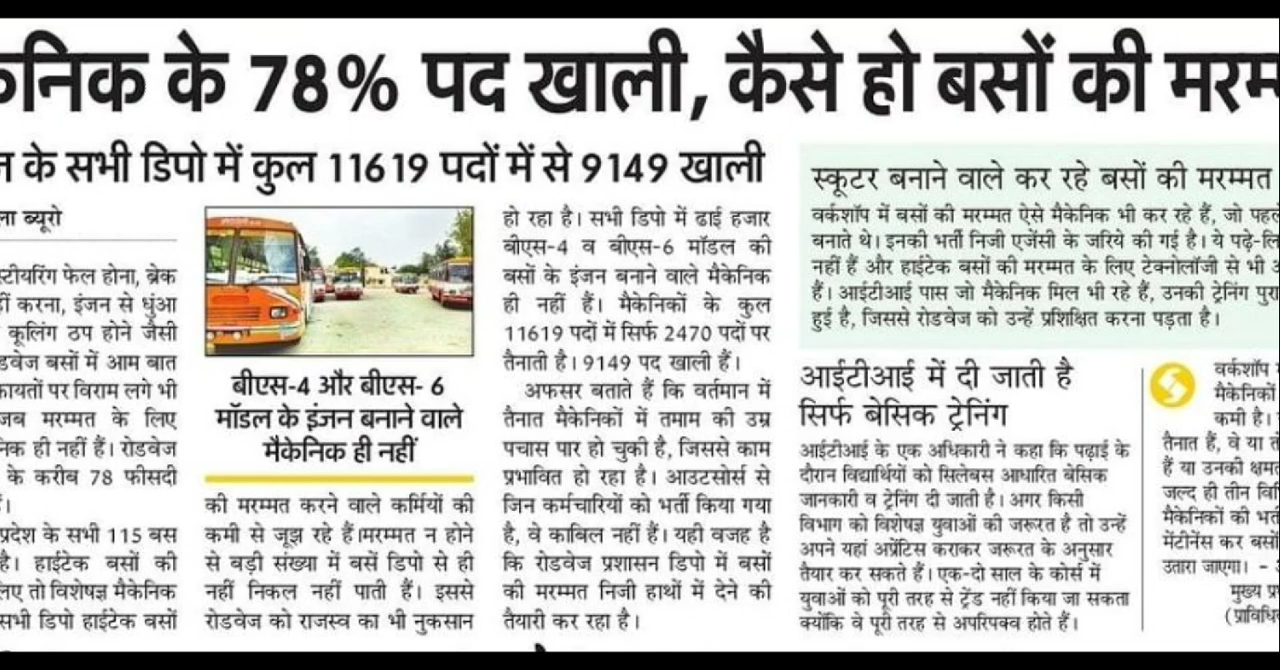 निक के 78% पद खाली, कैसे हो बसों की
के सभी डिपो में कुल 11619 पदों में से 9149 खाली
ब्यूरो
स्टीयरिंग फेल होना, ब्रेक
करना, इंजन से धुंआ
कूलिंग ठप होने जैसी
बसों में आम बात
पर विराम लगे भी
जब मरम्मत के लिए
ही नहीं हैं। रोडवेज
के करीब 78 फीसदी
प्रदेश के सभी 115 बस
है। हाईटेक बसों की
तो विशेषज्ञ मैकेनिक
सभी डिपो हाईटेक बसों
बीएस-4 और बीएस- 6
मॉडल के इंजन बनाने वाले
मैकेनिक ही नहीं
की मरम्मत करने वाले कर्मियों की
कमी से जूझ रहे हैं।मरम्मत न होने
से बड़ी संख्या में बसें डिपो से ही
नहीं निकल नहीं पाती हैं। इससे
रोडवेज को राजस्व का भी नुकसान
हो रहा है। सभी डिपो में ढाई हजार
बीएस-4 व बीएस-6 मॉडल की
बसों के इंजन बनाने वाले मैकेनिक
ही नहीं हैं। मैकेनिकों के कुल
11619 पदों में सिर्फ 2470 पदों पर
तैनाती है। 9149 पद खाली हैं।
अफसर बताते हैं कि वर्तमान में
तैनात मैकेनिकों में तमाम की उम्र
पचास पार हो चुकी है, जिससे काम
प्रभावित हो रहा है। आउटसोर्स से
जिन कर्मचारियों को भर्ती किया गया
है, वे काबिल नहीं हैं। यही वजह है
कि रोडवेज प्रशासन डिपो में बसों
की मरम्मत निजी हाथों में देने की
तैयारी कर रहा है।
स्कूटर बनाने वाले कर रहे बसों की मरम्मत
वर्कशॉप में बसों की मरम्मत ऐसे मैकेनिक भी कर रहे हैं, जो
बनाते थे। इनकी भर्ती निजी एजेंसी के जरिये की गई है। ये
नहीं हैं और हाईटेक बसों की मरम्मत के लिए टेक्नोलॉजी से भी
हैं। आईटीआई पास जो मैकेनिक मिल भी रहे हैं, उनकी ट्रेनिंग
हुई है, जिससे रोडवेज को उन्हें प्रशिक्षित करना पड़ता है।
आईटीआई में दी जाती है
सिर्फ बेसिक ट्रेनिंग
आईटीआई के एक अधिकारी ने कहा कि पढ़ाई के
दौरान विद्यार्थियों को सिलेबस आधारित बेसिक
जानकारी व ट्रेनिंग दी जाती है। अगर किसी
विभाग को विशेषज्ञ युवाओं की जरूरत है तो उन्हें
अपने यहां अप्रेंटिस कराकर जरूरत के अनुसार
तैयार कर सकते हैं। एक-दो साल के कोर्स में
युवाओं को पूरी तरह से ट्रेंड नहीं किया जा सकता
क्योंकि वे पूरी तरह से अपरिपक्व होते हैं।
वर्कशॉप
मैकेनिकों
कमी है।
तैनात हैं, वे या
हैं या उनकी
जल्द ही तीन
मैकेनिकों की
मेंटीनेंस कर
उतारा जाएगा। -
मुख्य